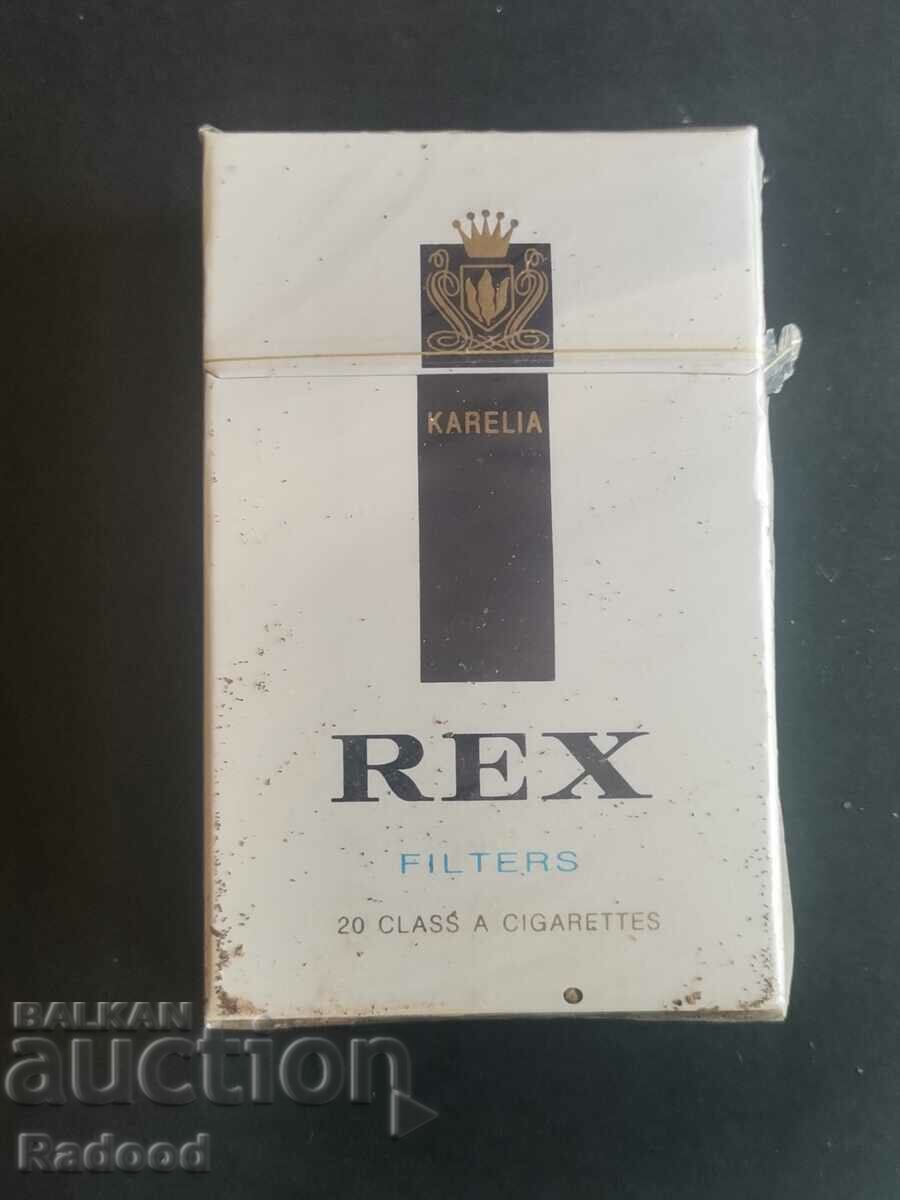 KARELIA
REX
FILTERS
20 CLASS A CIGARETTES
BALKAN
auction
Radood